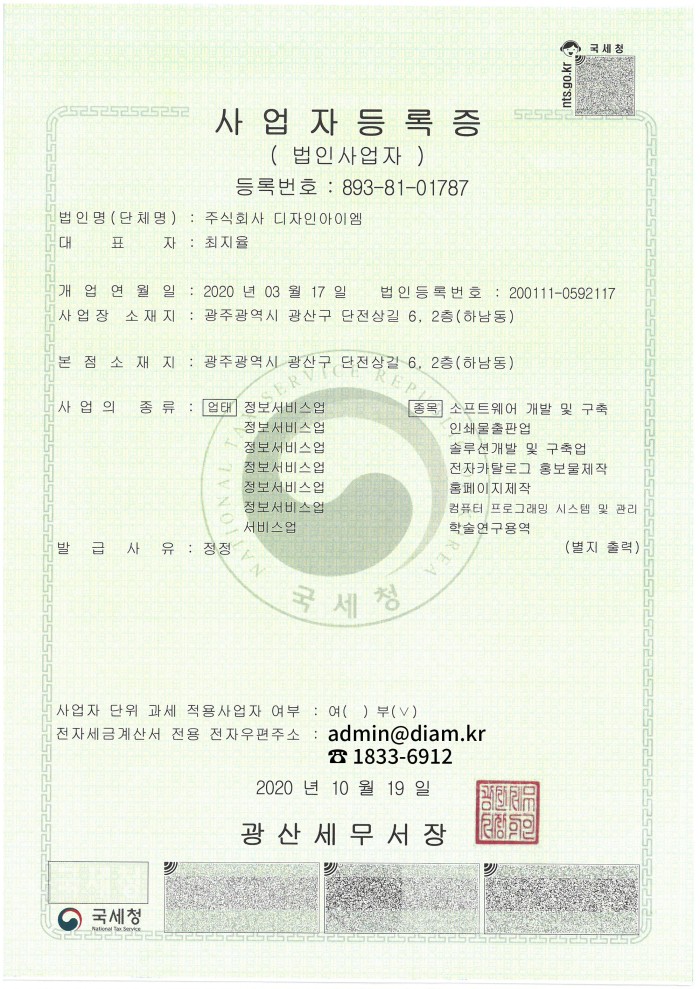 국세청
nts.go.kr
사업자등록증
( 법인사업자 )
등록번호 : 893-81-01787
법인명(단체명) : 주식회사 디자인아이엠
대 표 자 : 최지율
개 업 연 월 일 : 2020 년 03 월 17 일 법인등록번호 : 200111-0592117
사업장 소재지 : 광주광역시 광산구 단전상길 6, 2층(하남동)
본 점 소 재 지 : 광주광역시 광산구 단전상길 6, 2층(하남동)
사업의 종류 : 업태 정보서비스업 종목 소프트웨어 개발 및 구축
정보서비스업 인쇄물출판업
정보서비스업 솔루션개발 및 구축업
정보서비스업 전자카탈로그 홍보물제작
정보서비스업 홈페이지제작
정보서비스업 컴퓨터 프로그래밍 시스템 및 관리
서비스업 학술연구용역
발 급 사 유 : 정정 (별지 출력)
NATIONAL TAX SERVICE REPUBLIC OF KOREA
국세청
사업자 단위 과세 적용사업자 여부 : 여( ) 부(∨)
전자세금계산서 전용 전자우편주소 : admin@diam.kr
☎ 1833-6912
2020 년 10 월 19 일
광산세무서장
국세청
National Tax Service